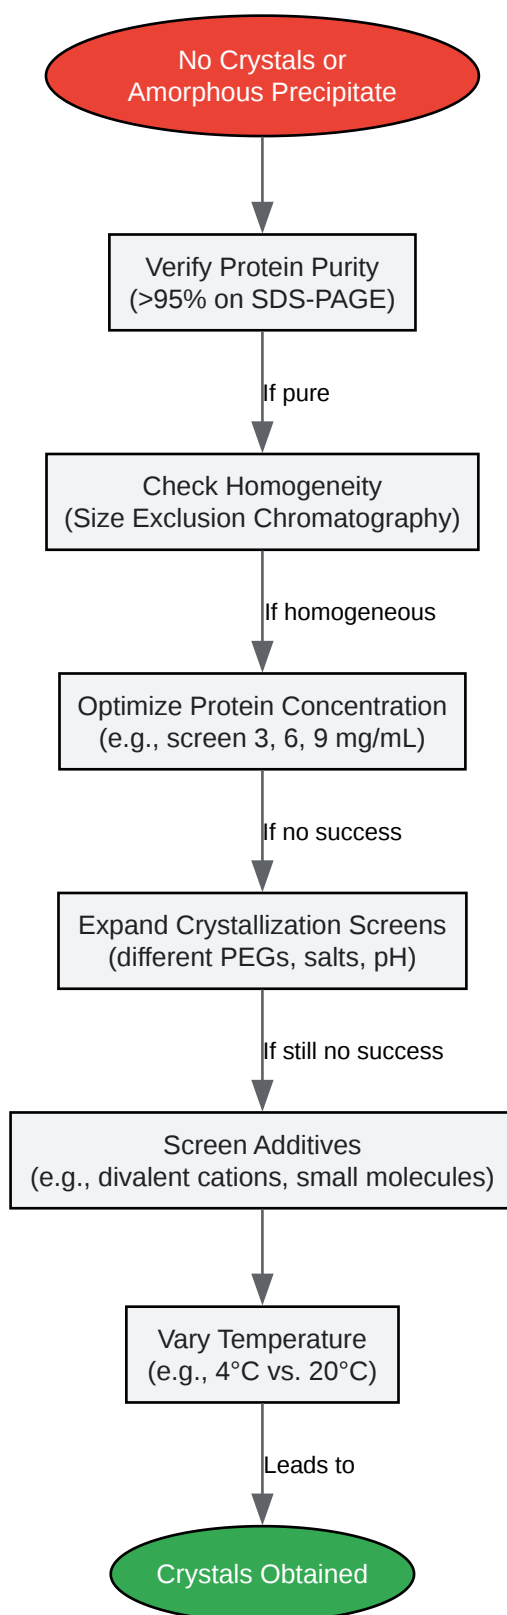 No Crystals or
Amorphous Precipitate
Verify Protein Purity
(>95% on SDS-PAGE)
If pure
Check Homogeneity
(Size Exclusion Chromatography)
If homogeneous
Optimize Protein Concentration
(e.g., screen 3, 6, 9 mg/mL)
If no success
Expand Crystallization Screens
(different PEGs, salts, pH)
If still no success
Screen Additives
(e.g., divalent cations, small molecules)
Vary Temperature
(e.g., 4°C vs. 20°C)
Leads to
Crystals Obtained